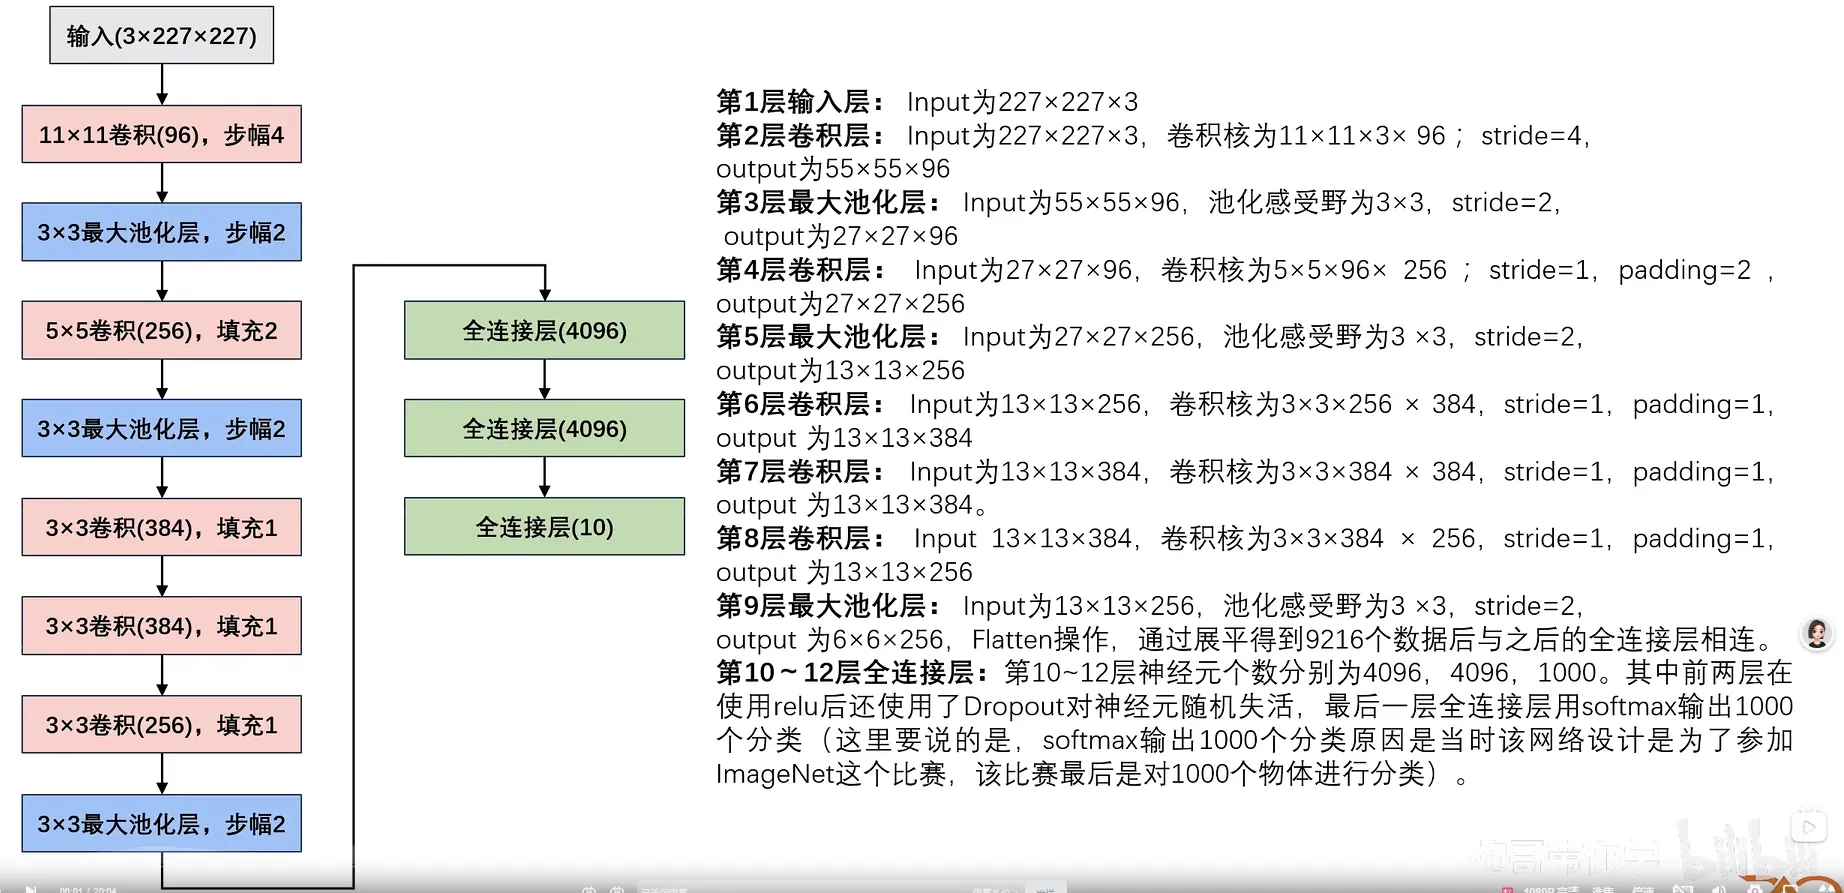 输入(3×227×227)
11×11卷积(96)，步幅4
3×3最大池化层，步幅2
5×5卷积(256)，填充2
3×3最大池化层，步幅2
3×3卷积(384)，填充1
3×3卷积(384)，填充1
3×3卷积(256)，填充1
3×3最大池化层，步幅2
全连接层(4096)
全连接层(4096)
全连接层(10)
第1层输入层： Input为227×227×3
第2层卷积层： Input为227×227×3，卷积核为11×11×3× 96； stride=4,
output为55×55×96
第3层最大池化层： Input为55×55×96，池化感受野为3×3，stride=2,
output为27×27×96
第4层卷积层： Input为27×27×96，卷积核为5×5×96× 256 ；stride=1，padding=2 ,
output为27×27×256
第5层最大池化层： Input为27×27×256，池化感受野为3 ×3，stride=2,
output为13×13×256
第6层卷积层： Input为13×13×256，卷积核为3×3×256 × 384，stride=1，padding=1,
output 为13×13×384
第7层卷积层： Input为13×13×384，卷积核为3×3×384 × 384，stride=1，padding=1,
output 为13×13×384。
第8层卷积层： Input 13×13×384，卷积核为3×3×384 × 256，stride=1，padding=1,
output 为13×13×256
第9层最大池化层： Input为13×13×256，池化感受野为3 ×3，stride=2,
output 为6×6×256，Flatten操作，通过展平得到9216个数据后与之后的全连接层相连。
第10～12层全连接层：第10~12层神经元个数分别为4096，4096，1000。其中前两层在
使用relu后还使用了Dropout对神经元随机失活，最后一层全连接层用softmax输出1000
个分类（这里要说的是，softmax输出1000个分类原因是当时该网络设计是为了参加
ImageNet这个比赛，该比赛最后是对1000个物体进行分类）。
哥带你学 bilibili
00:01 / 20:04